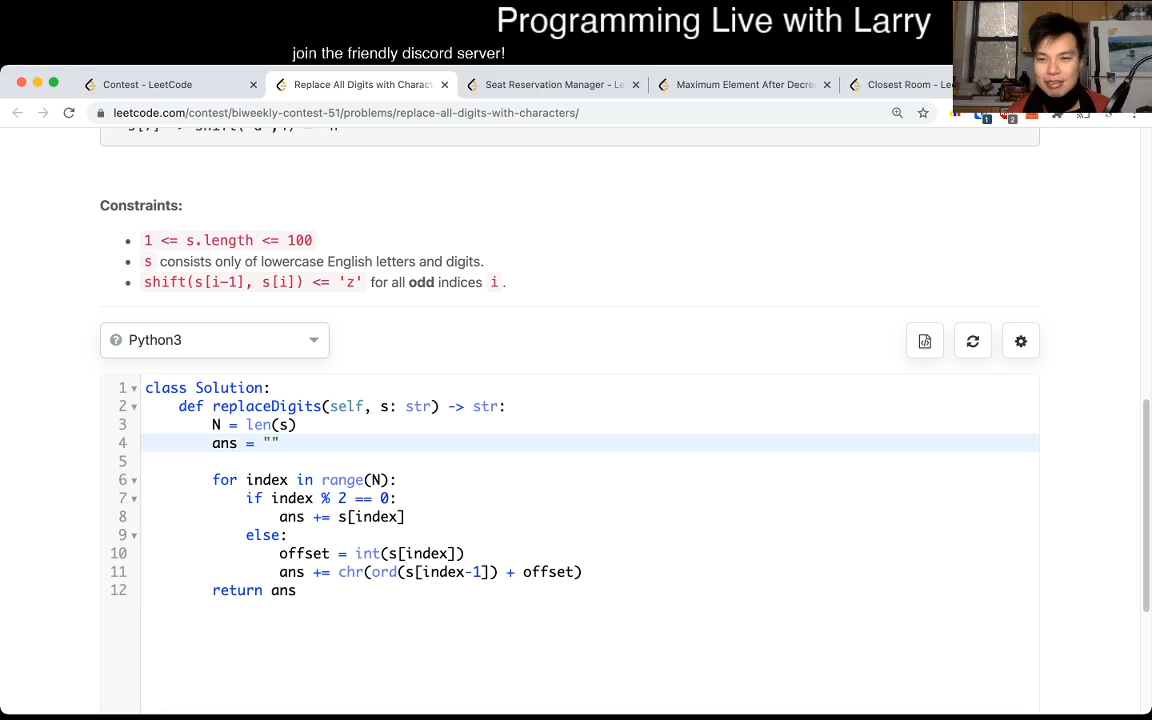 Programming Live with Larry
join the friendly discord server!
Contest - LeetCode
Replace All Digits with Charact
Seat Reservation Manager - Le
Maximum Element After Decre
Closest Room - Lee
leetcode.com/contest/biweekly-contest-51/problems/replace-all-digits-with-characters/
Constraints:
1 <= s.length <= 100
s consists only of lowercase English letters and digits.
shift(s[i-1], s[i]) <= 'z' for all odd indices i.
Python3
1 class Solution:
2 def replaceDigits(self, s: str) -> str:
3 N = len(s)
4 ans = ""
5
6 for index in range(N):
7 if index % 2 == 0:
8 ans += s[index]
9 else:
10 offset = int(s[index])
11 ans += chr(ord(s[index-1]) + offset)
12 return ans